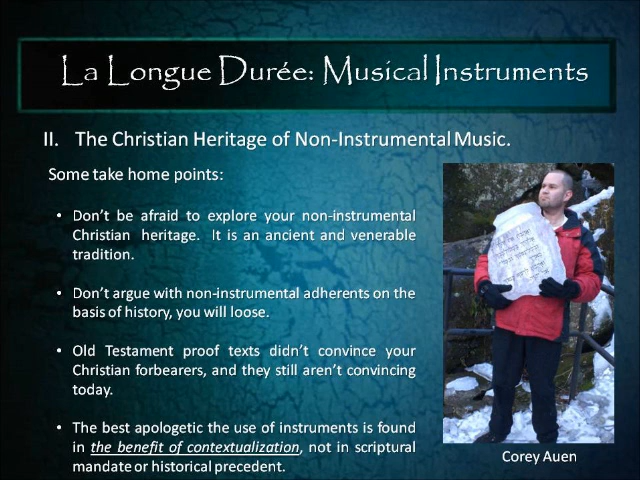 La Longue Durée: Musical Instruments
II. The Christian Heritage of Non-Instrumental Music.
Some take home points:
• Don't be afraid to explore your non-instrumental
Christian heritage. It is an ancient and venerable
tradition.
• Don't argue with non-instrumental adherents on the
basis of history, you will loose.
• Old Testament proof texts didn't convince your
Christian forbearers, and they still aren't convincing
today.
• The best apologetic the use of instruments is found
in the benefit of contextualization, not in scriptural
mandate or historical precedent.
Corey Auen